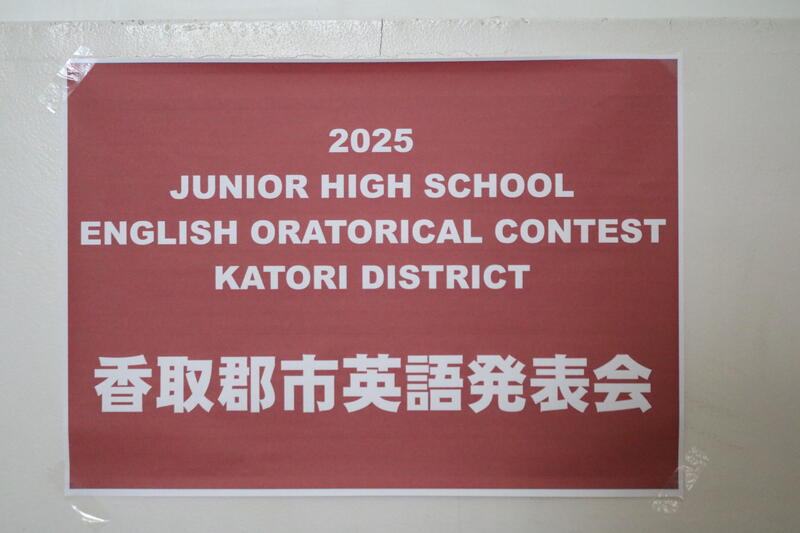 2025
JUNIOR HIGH SCHOOL
ENGLISH ORATORICAL CONTEST
KATORI DISTRICT
香取郡市英語発表会